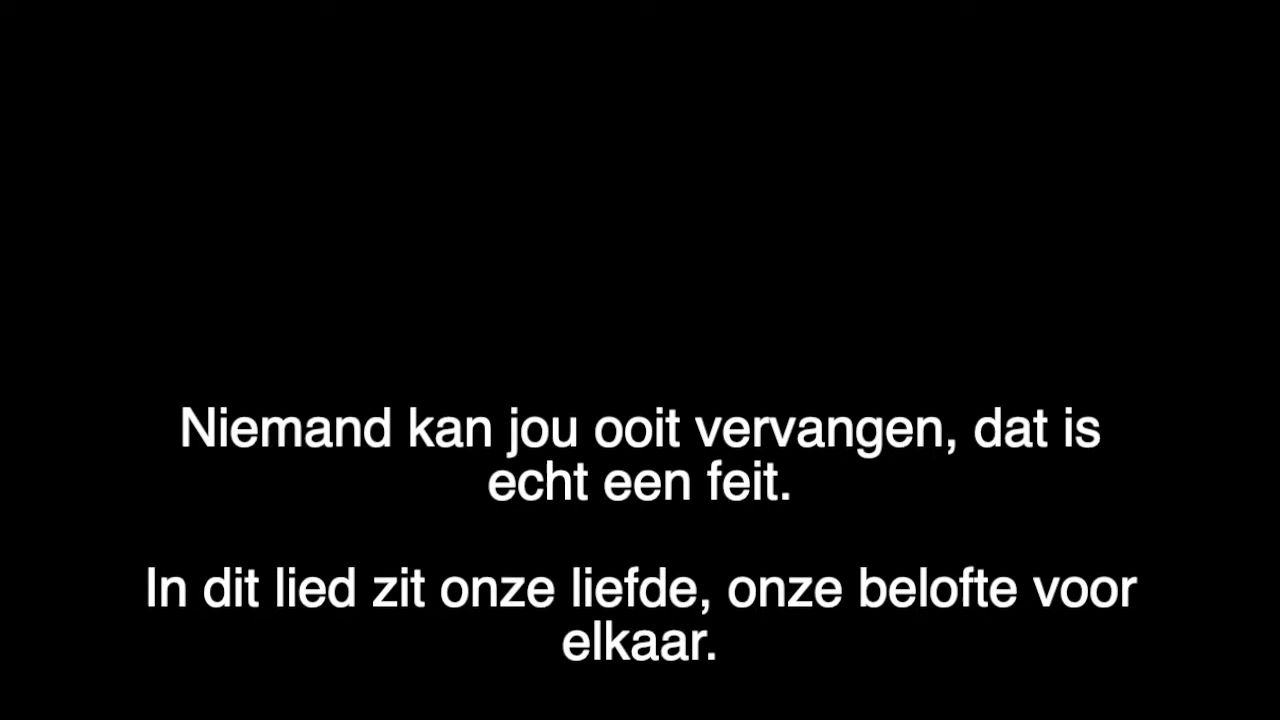 Niemand kan jou ooit vervangen, dat is
echt een feit.
In dit lied zit onze liefde, onze belofte voor
elkaar.